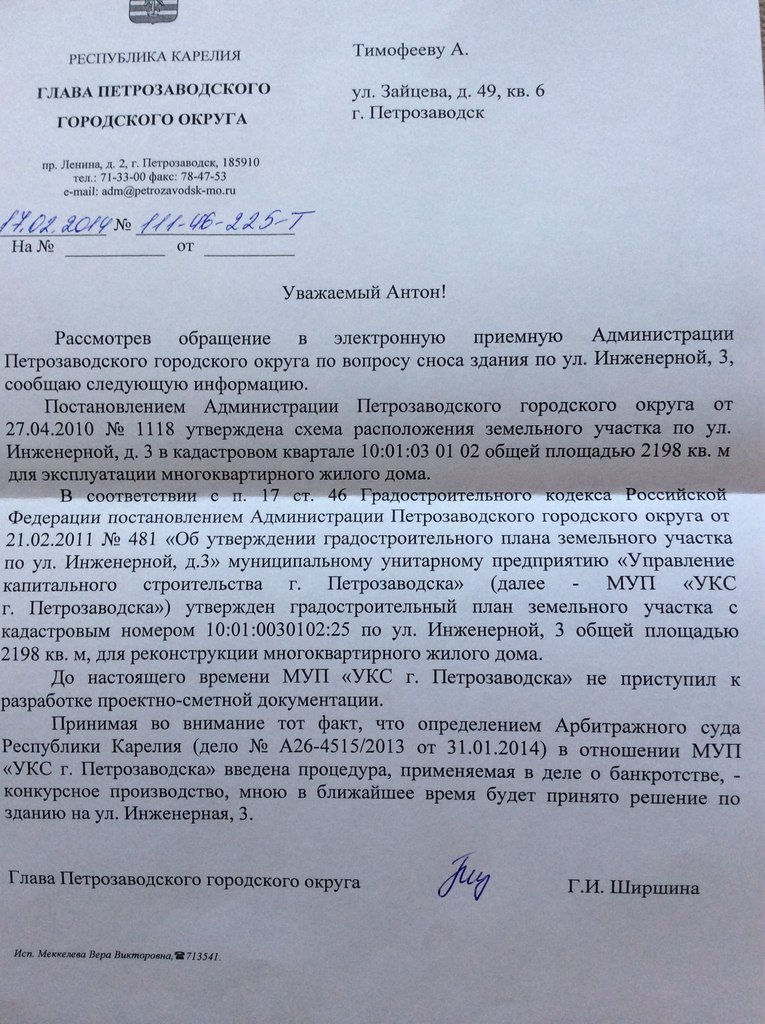 РЕСПУБЛИКА КАРЕЛИЯ
ГЛАВА ПЕТРОЗАВОДСКОГО
ГОРОДСКОГО ОКРУГА
пр. Ленина, д. 2, г. Петрозаводск, 185910
тел.: 71-33-00 факс: 78-47-53
e-mail: adm@petrozavodsk-mo.ru
17.02.2014 № 111-46-225-Т
На № ___________ от __________
Тимофееву А.
ул. Зайцева, д. 49, кв. 6
г. Петрозаводск
Уважаемый Антон!
Рассмотрев обращение в электронную приемную Администрации
Петрозаводского городского округа по вопросу сноса здания по ул. Инженерной, 3,
сообщаю следующую информацию.
Постановлением Администрации Петрозаводского городского округа от
27.04.2010 № 1118 утверждена схема расположения земельного участка по ул.
Инженерной, д. 3 в кадастровом квартале 10:01:03 01 02 общей площадью 2198 кв. м
для эксплуатации многоквартирного жилого дома.
В соответствии с п. 17 ст. 46 Градостроительного кодекса Российской
Федерации постановлением Администрации Петрозаводского городского округа от
21.02.2011 № 481 «Об утверждении градостроительного плана земельного участка
по ул. Инженерной, д.3» муниципальному унитарному предприятию «Управление
капитального строительства г. Петрозаводска» (далее - МУП «УКС
г. Петрозаводска») утвержден градостроительный план земельного участка с
кадастровым номером 10:01:0030102:25 по ул. Инженерной, 3 общей площадью
2198 кв. м, для реконструкции многоквартирного жилого дома.
До настоящего времени МУП «УКС г. Петрозаводска» не приступил к
разработке проектно-сметной документации.
Принимая во внимание тот факт, что определением Арбитражного суда
Республики Карелия (дело № А26-4515/2013 от 31.01.2014) в отношении МУП
«УКС г. Петрозаводска» введена процедура, применяемая в деле о банкротстве, -
конкурсное производство, мною в ближайшее время будет принято решение по
зданию на ул. Инженерная, 3.
Глава Петрозаводского городского округа
Г.И. Ширшина
Исп. Меккелева Вера Викторовна,☎713541.